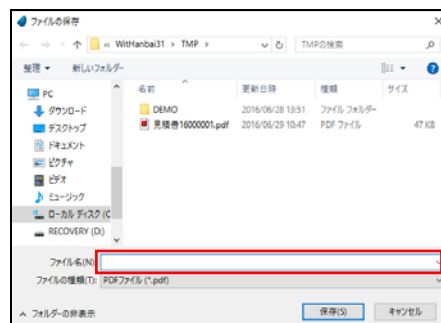 ファイルの保存
« WitHanbai31 › TMP › TMPの検索
整理 新しいフォルダー
名前 更新日時 種類 サイズ
PC
ダウンロード
デスクトップ
ドキュメント
ピクチャ
ビデオ
ミュージック
ローカル ディスク (C
RECOVERY (D:)
DEMO 2016/06/28 13:51 ファイル フォルダー
見積書16000001.pdf 2016/06/29 10:47 PDF ファイル 47 KB
ファイル名(N):
ファイルの種類(T): PDFファイル (*.pdf)
フォルダーの非表示 保存(S) キャンセル